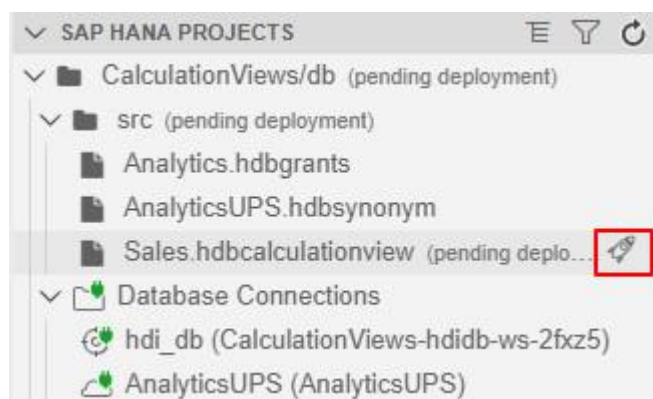 SAP HANA PROJECTS
CalculationViews/db (pending deployment)
src (pending deployment)
Analytics.hdbgrants
AnalyticsUPS.hdbsynonym
Sales.hdbcalculationview (pending deplo...
Database Connections
hdi_db (CalculationViews-hdidb-ws-2fxz5)
AnalyticsUPS (AnalyticsUPS)